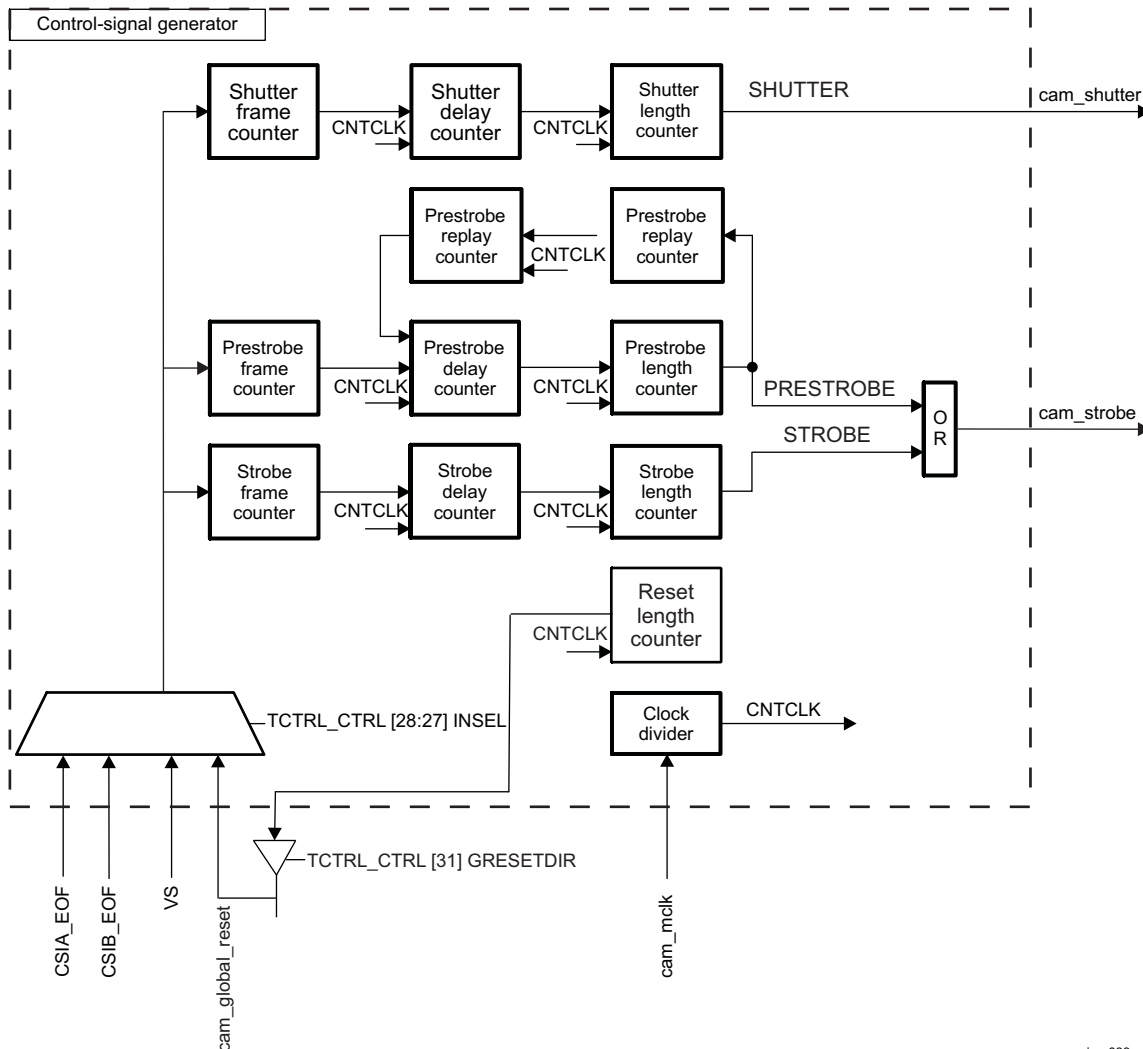 Control-signal generator
Shutter
frame
counter
CNTCLK
Shutter
delay
counter
CNTCLK
Shutter
length
counter
SHUTTER
cam_shutter
Prestrobe
replay
counter
CNTCLK
Prestrobe
replay
counter
Prestrobe
frame
counter
CNTCLK
Prestrobe
delay
counter
CNTCLK
Prestrobe
length
counter
PRESTROBE
STROBE
O
R
cam_strobe
Strobe
frame
counter
CNTCLK
Strobe
delay
counter
CNTCLK
Strobe
length
counter
CNTCLK
Reset
length
counter
TCTRL_CTRL [28:27] INSEL
Clock
divider
CNTCLK
TCTRL_CTRL [31] GRESETDIR
CSIA_EOF
CSIB_EOF
VS
cam_global_reset
cam_mclk